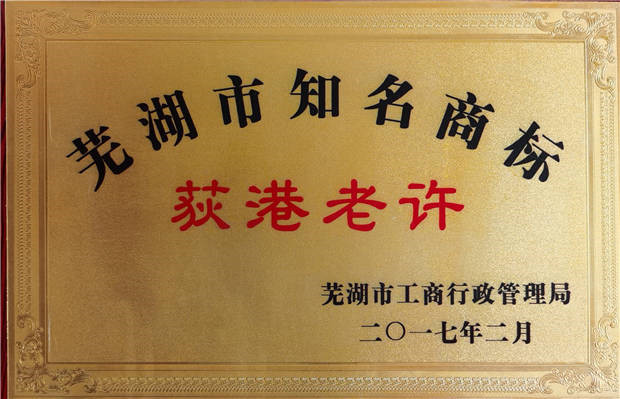 芜湖市知名商标
荻港老许
芜湖市工商行政管理局
二〇一七年二月